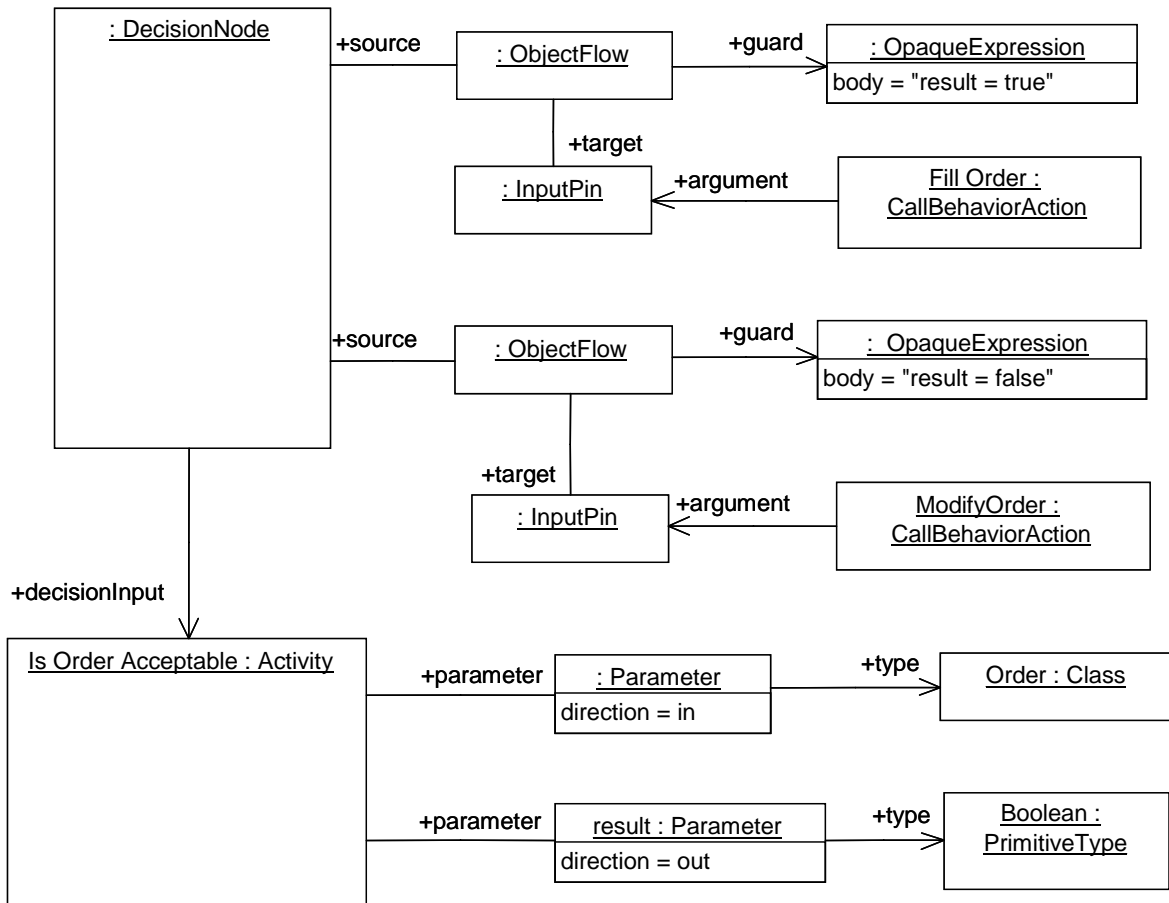 : DecisionNode
+source
: ObjectFlow
+guard
: OpaqueExpression
body = "result = true"
+target
: InputPin
+argument
Fill Order :
CallBehaviorAction
+source
: ObjectFlow
+guard
:  OpaqueExpression
body = "result = false"
+target
: InputPin
+argument
ModifyOrder :
CallBehaviorAction
+decisionInput
Is Order Acceptable : Activity
+parameter
: Parameter
direction = in
+type
Order : Class
+parameter
result : Parameter
direction = out
+type
Boolean :
PrimitiveType